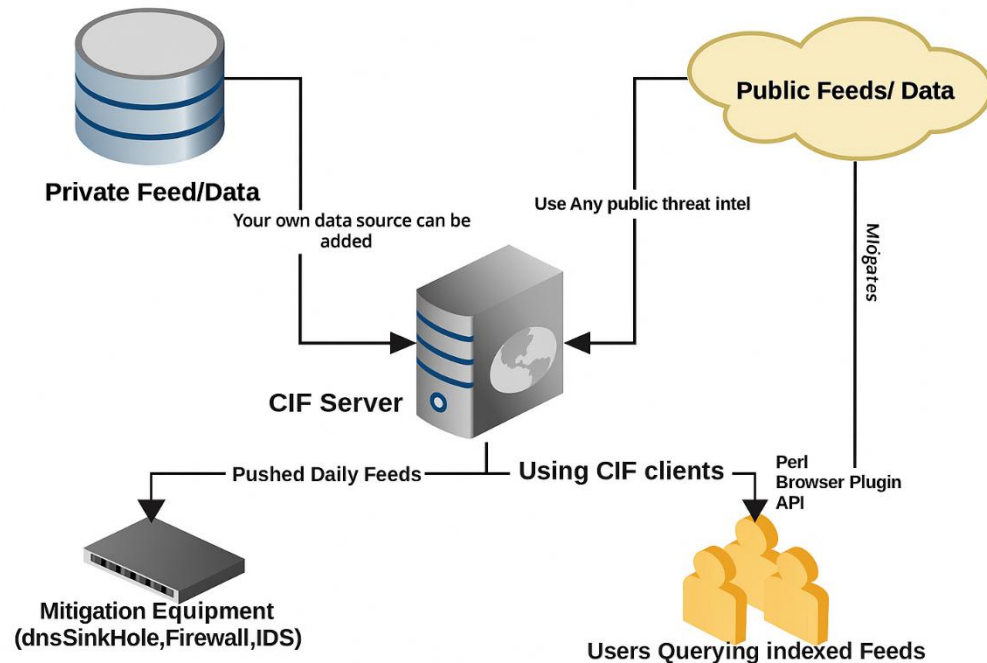 Public Feeds/ Data
Private Feed/Data
Your own data source can be
added
Use Any public threat intel
Mlógates
CIF Server
Pushed Daily Feeds
Using CIF clients
Perl
Browser Plugin
API
Mitigation Equipment
(dnsSinkHole,Firewall,IDS)
Users Querying indexed Feeds